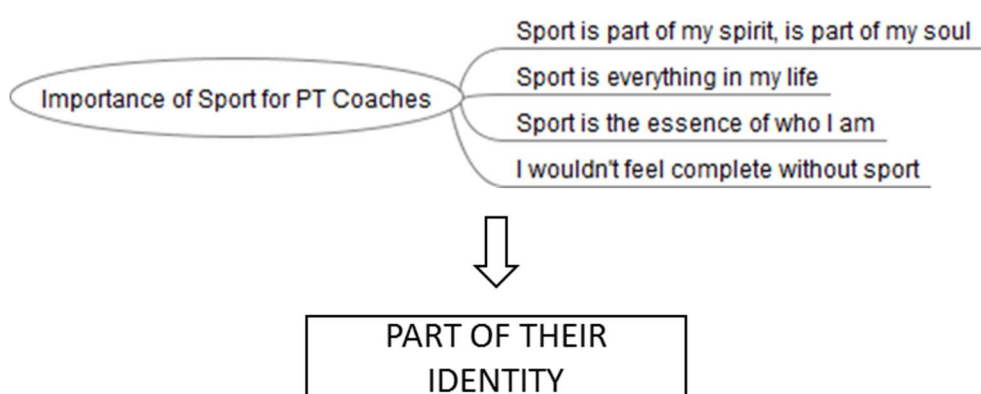 Importance of Sport for PT Coaches
Sport is part of my spirit, is part of my soul
Sport is everything in my life
Sport is the essence of who I am
I wouldn't feel complete without sport
PART OF THEIR
IDENTITY